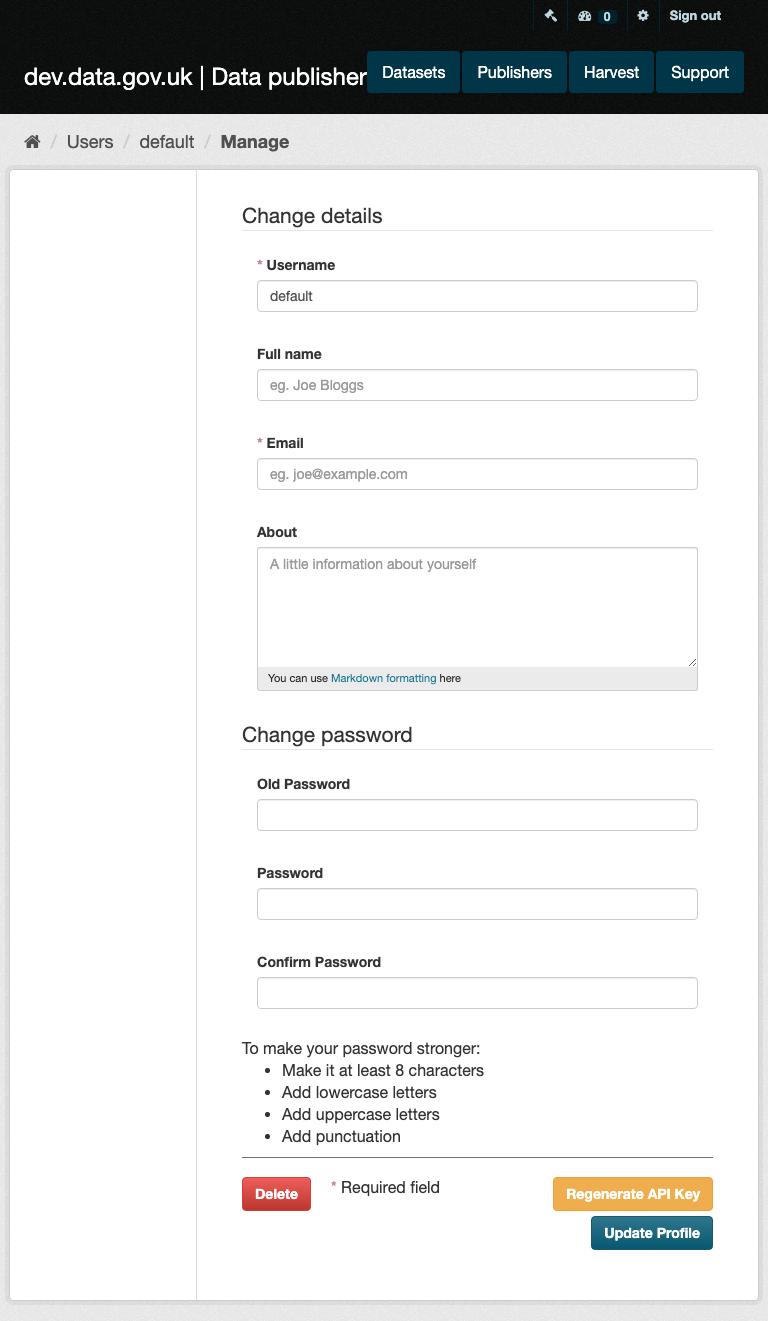 0
Sign out
dev.data.gov.uk | Data publisher
Datasets
Publishers
Harvest
Support
/ Users / default / Manage
Change details
* Username
default
Full name
eg. Joe Bloggs
* Email
eg. joe@example.com
About
A little information about yourself
You can use Markdown formatting here
Change password
Old Password
Password
Confirm Password
To make your password stronger:
• Make it at least 8 characters
• Add lowercase letters
• Add uppercase letters
• Add punctuation
Delete
* Required field
Regenerate API Key
Update Profile